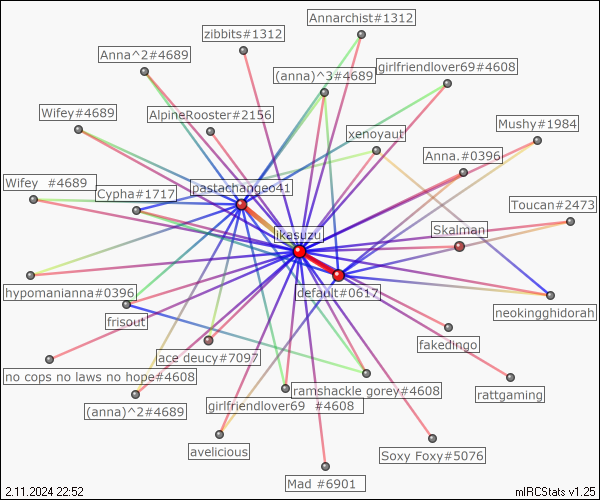 Annarchist#1312
zibbits#1312
Anna^2#4689
(anna)^3#4689
girlfriendlover69#4608
Wifey#4689
AlpineRooster#2156
xenoyaut
Mushy#1984
Anna.#0396
Wifey  #4689
Cypha#1717
pastachangeo41
Toucan#2473
ikasuzu
Skalman
hypomanianna#0396
default#0617
frisout
neokingghidorah
fakedingo
ace deucy#7097
no cops no laws no hope#4608
ramshackle gorey#4608
rattgaming
(anna)^2#4689
girlfriendlover69  #4608
avelicious
Soxy Foxy#5076
Mad #6901
2.11.2024 22:52
mIRCStats v1.25